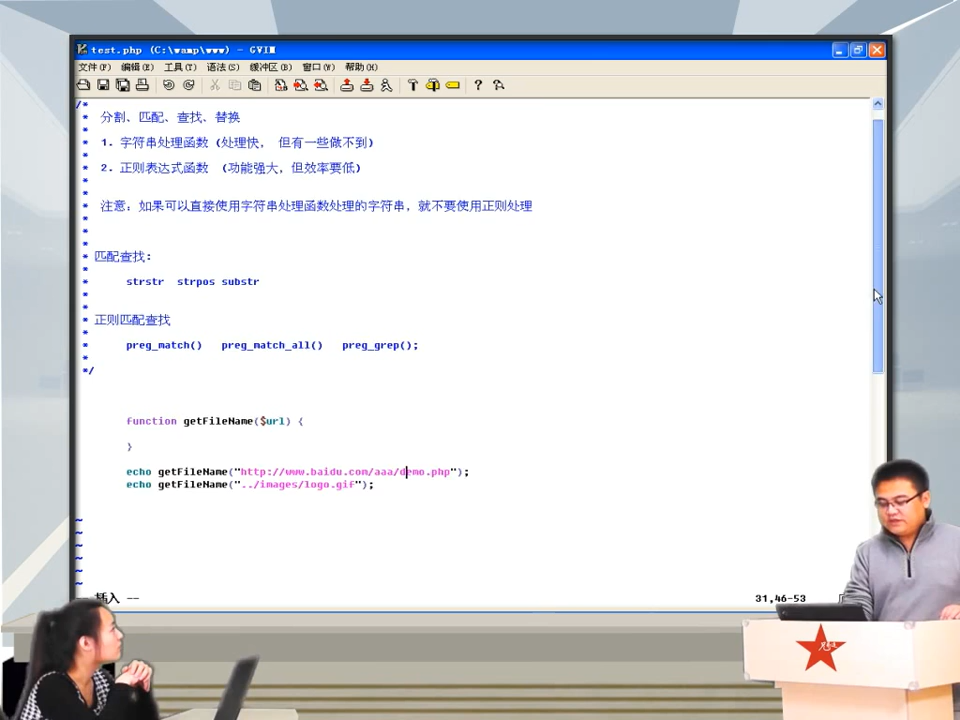 test.php (C:\wamp\www) - GVIM
文件(F) 编辑(E) 工具(T) 语法(S) 缓冲区(B) 窗口(W) 帮助(H)
/*
* 分割、匹配、查找、替换
*
* 1. 字符串处理函数 (处理快, 但有一些做不到)
*
* 2. 正则表达式函数 (功能强大,但效率要低)
*
*
* 注意:如果可以直接使用字符串处理函数处理的字符串,就不要使用正则处理
*
*
*
* 匹配查找:
*
* strstr strpos substr
*
*
* 正则匹配查找
*
* preg_match() preg_match_all() preg_grep();
*
*/
function getFileName($url) {
}
echo getFileName("http://www.baidu.com/aaa/demo.php");
echo getFileName("../images/logo.gif");
~
~
~
~
~
~
-- 插入 --
31,46-53